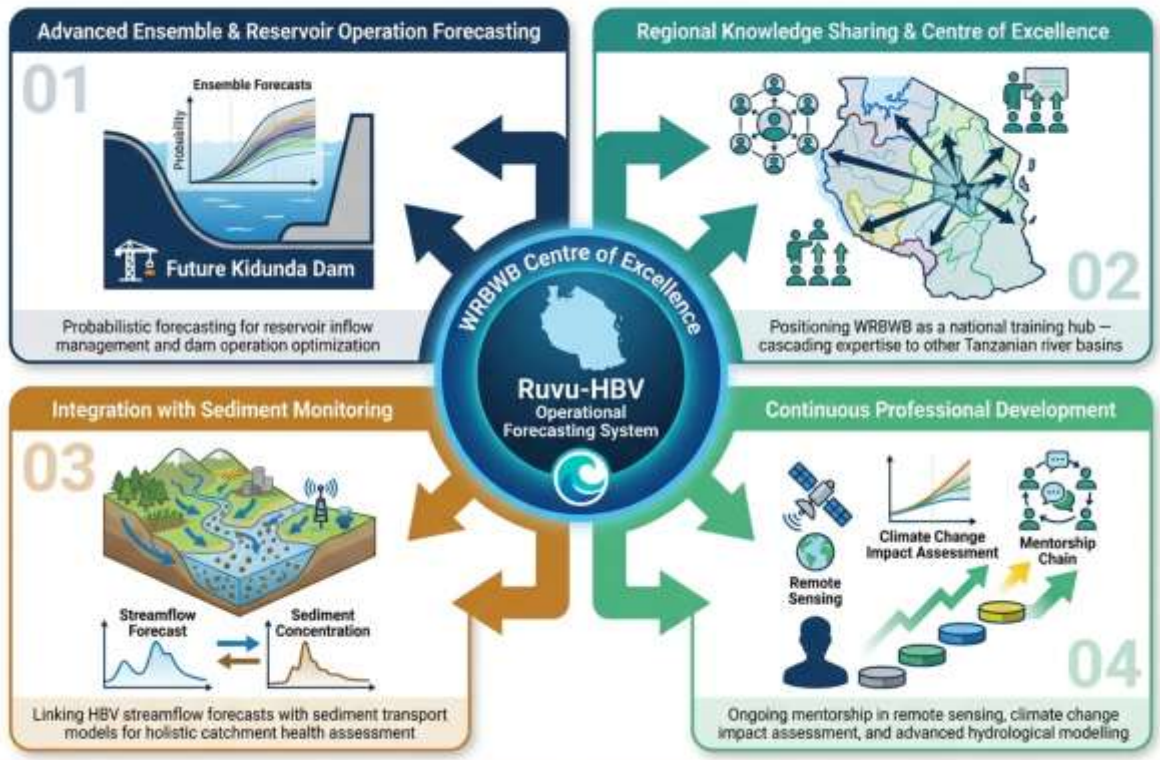 Advanced Ensemble & Reservoir Operation Forecasting
01
Ensemble Forecasts
Probability
Future Kidunda Dam
Probabilistic forecasting for reservoir inflow
management and dam operation optimization
Regional Knowledge Sharing & Centre of Excellence
02
Positioning WRBWB as a national training hub —
cascading expertise to other Tanzanian river basins
WRBWB Centre of Excellence
Ruvu-HBV
Operational
Forecasting System
Integration with Sediment Monitoring
03
Streamflow
Forecast
Sediment
Concentration
Linking HBV streamflow forecasts with sediment transport
models for holistic catchment health assessment
Continuous Professional Development
Climate Change
Impact Assessment
Mentorship
Chain
Remote
Sensing
04
Ongoing mentorship in remote sensing, climate change
impact assessment, and advanced hydrological modelling